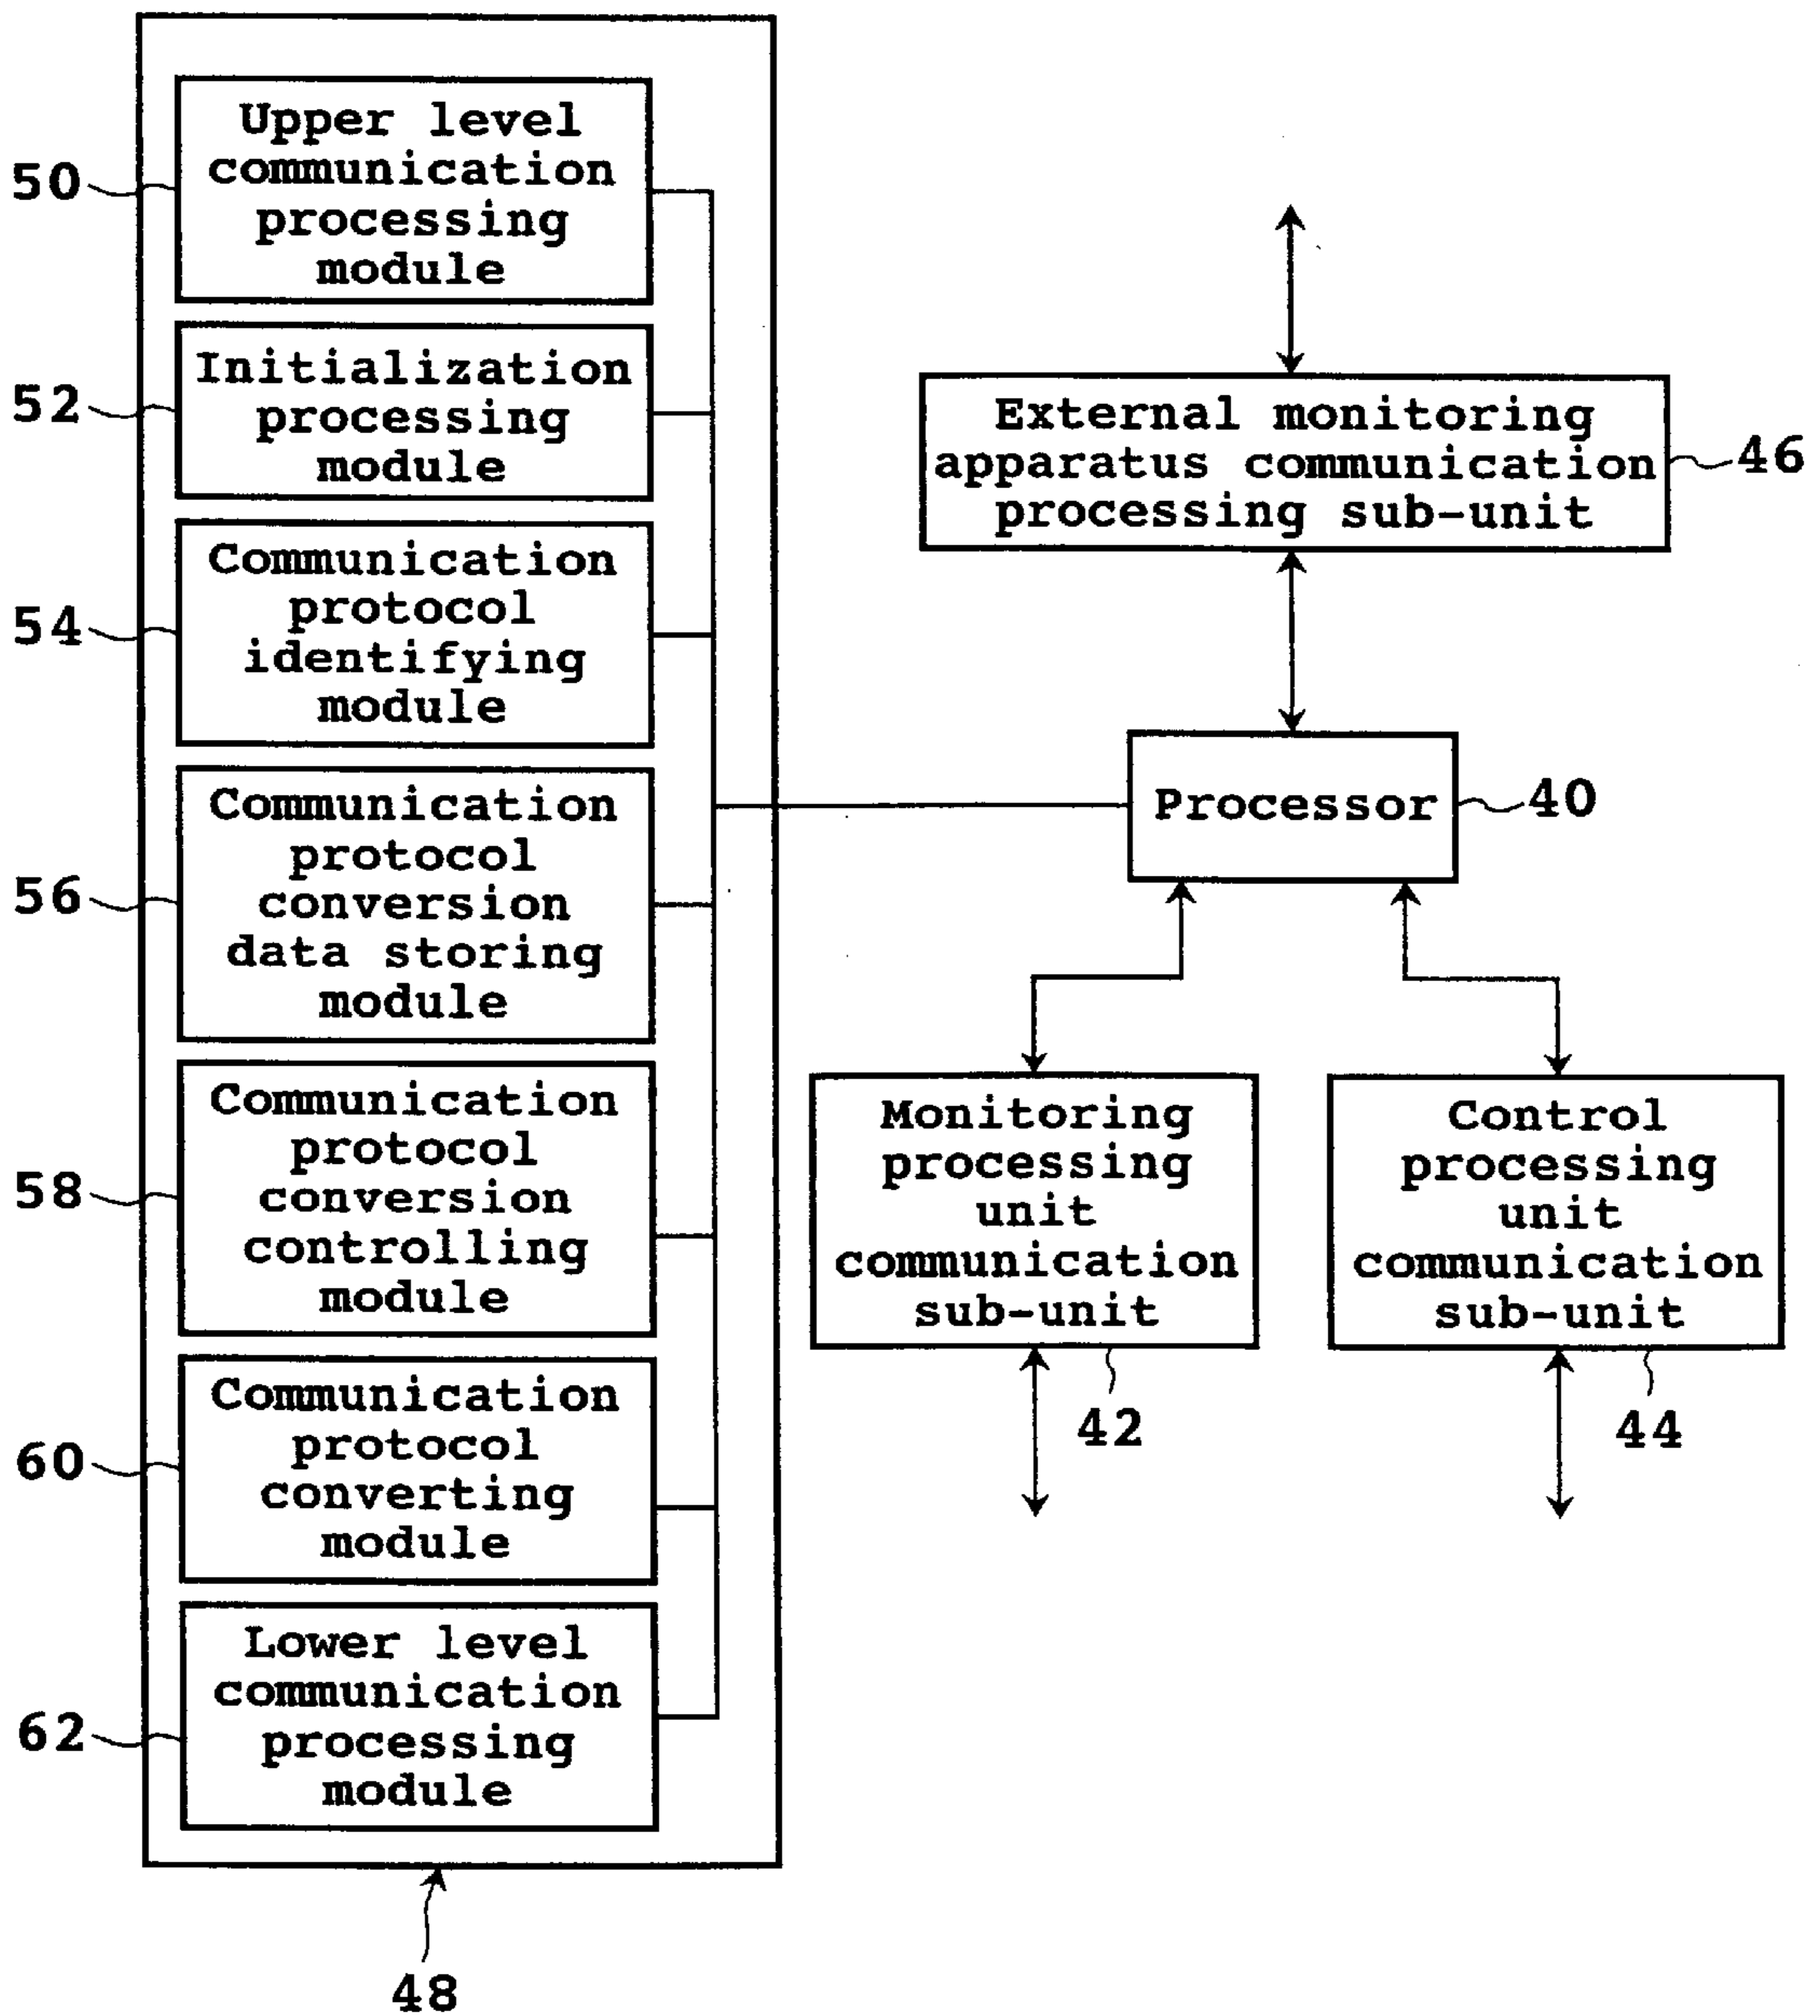 50
Upper level
communication
processing
module
52
Initialization
processing
module
54
Communication
protocol
identifying
module
56
Communication
protocol
conversion
data storing
module
58
Communication
protocol
conversion
controlling
module
60
Communication
protocol
converting
module
62
Lower level
communication
processing
module
48
External monitoring
apparatus communication
processing sub-unit
46
Processor
40
Monitoring
processing
unit
communication
sub-unit
42
Control
processing
unit
communication
sub-unit
44